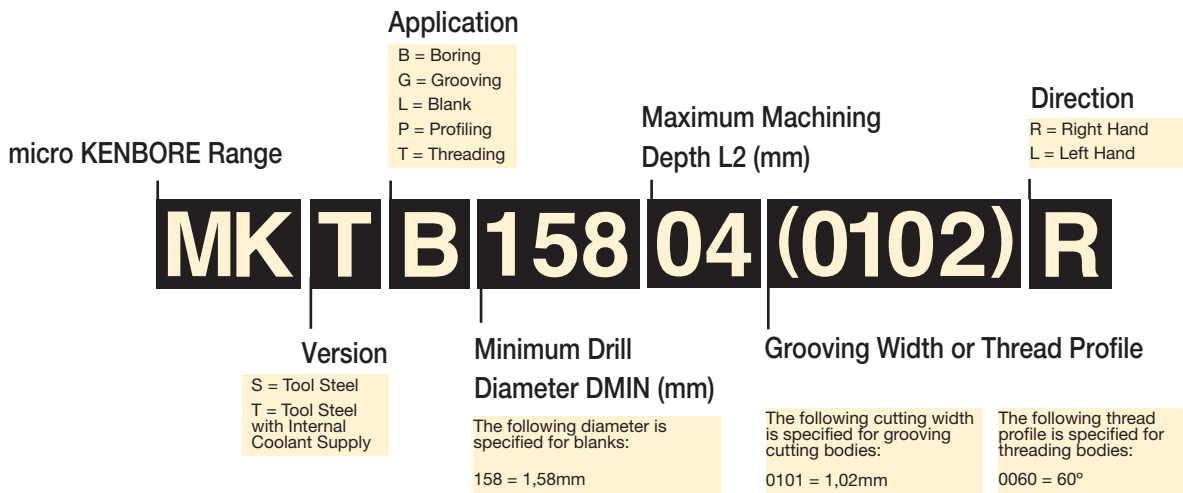 Application
B = Boring
G = Grooving
L = Blank
P = Profiling
T = Threading
Maximum Machining
Depth L2 (mm)
Direction
R = Right Hand
L = Left Hand
micro KENBORE Range
MK T B 158 04 (0102) R
Version
S = Tool Steel
T = Tool Steel
with Internal
Coolant Supply
Minimum Drill
Diameter DMIN (mm)
The following diameter is
specified for blanks:
158 = 1,58mm
Grooving Width or Thread Profile
The following cutting width
is specified for grooving
cutting bodies:
0101 = 1,02mm
The following thread
profile is specified for
threading bodies:
0060 = 60º